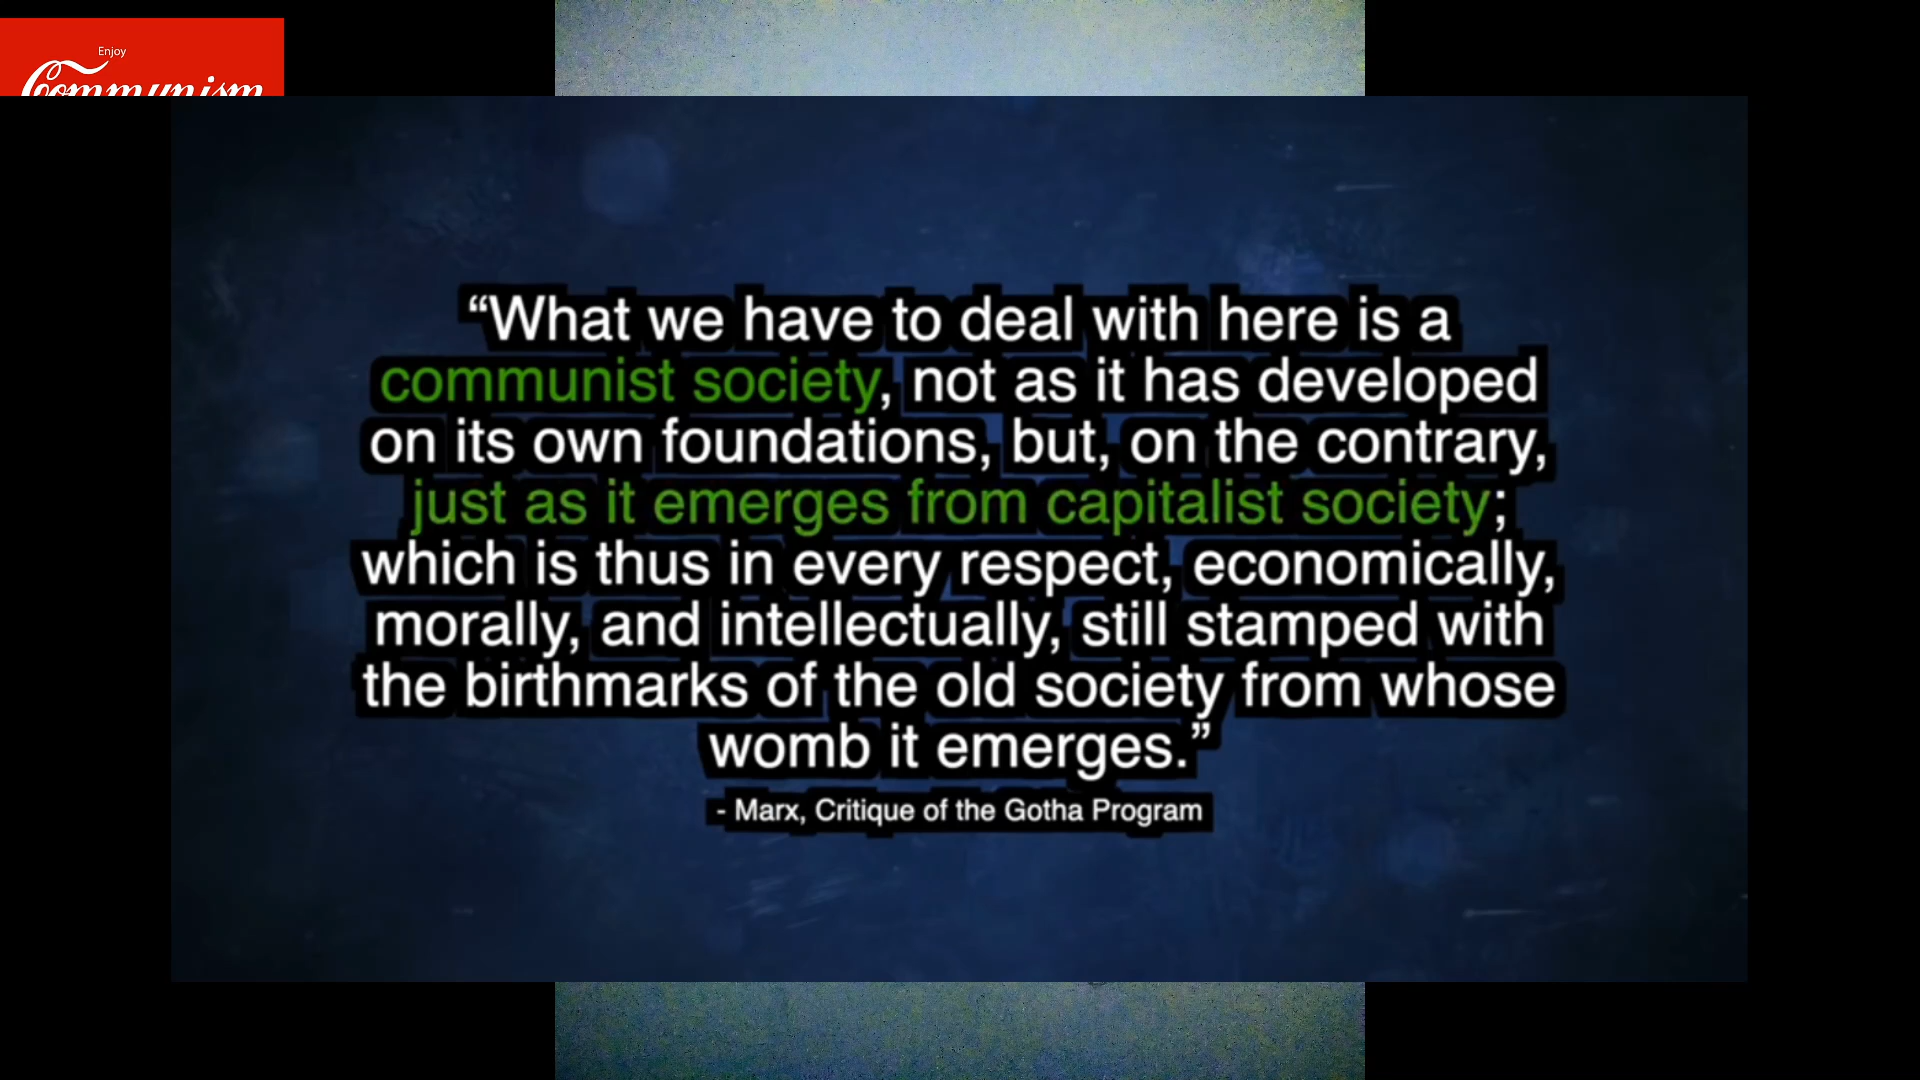 Enjoy
Communism
“What we have to deal with here is a
communist society, not as it has developed
on its own foundations, but, on the contrary,
just as it emerges from capitalist society;
which is thus in every respect, economically,
morally, and intellectually, still stamped with
the birthmarks of the old society from whose
womb it emerges.”
- Marx, Critique of the Gotha Program